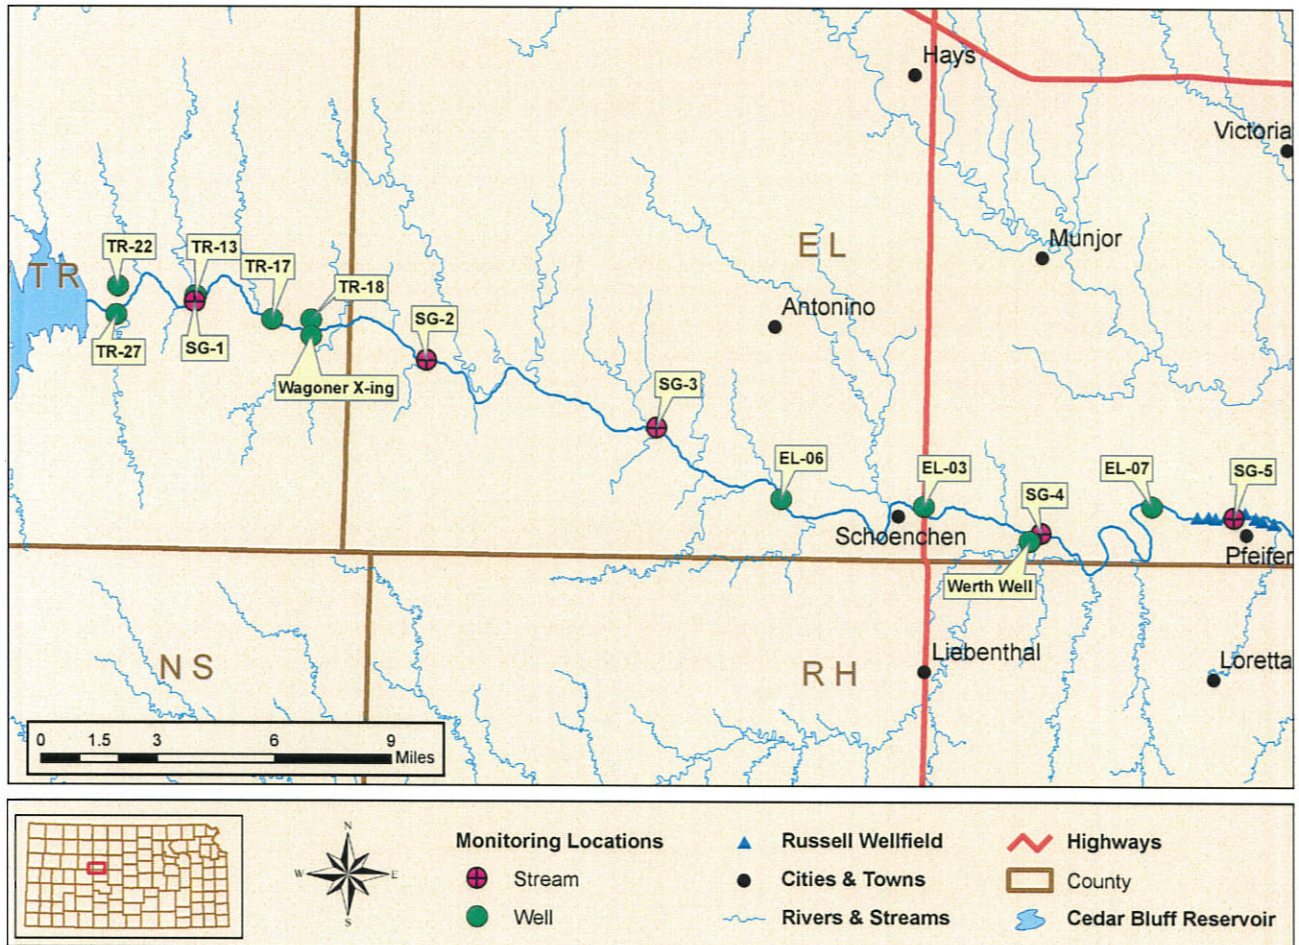 Hays
Victoria
TR-22
TR-13
EL
Munjor
TR-17
TR
TR-18
Antonino
SG-2
TR-27
SG-1
Wagoner X-ing
SG-3
EL-06
EL-03
EL-07
SG-5
SG-4
Schoenchen
Pfeifer
Werth Well
Liebenthal
Loretta
NS
RH
0 1.5 3 6 9
Miles
N
W E
S
Monitoring Locations
Stream
Well
Russell Wellfield
Cities & Towns
Rivers & Streams
Highways
County
Cedar Bluff Reservoir